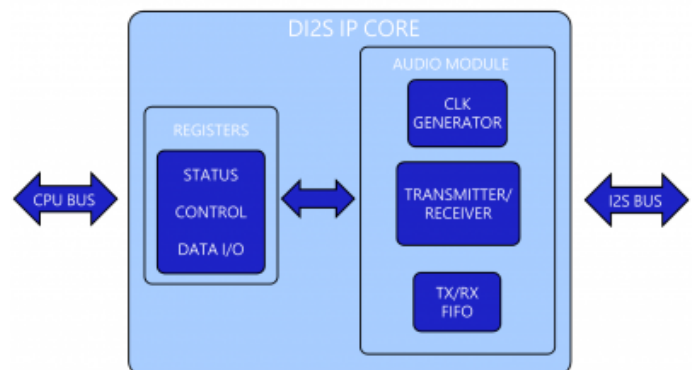 DI2S IP CORE
AUDIO MODULE
CLK
GENERATOR
REGISTERS
STATUS
CONTROL
DATA I/O
CPU BUS
TRANSMITTER/
RECEIVER
I2S BUS
TX/RX
FIFO